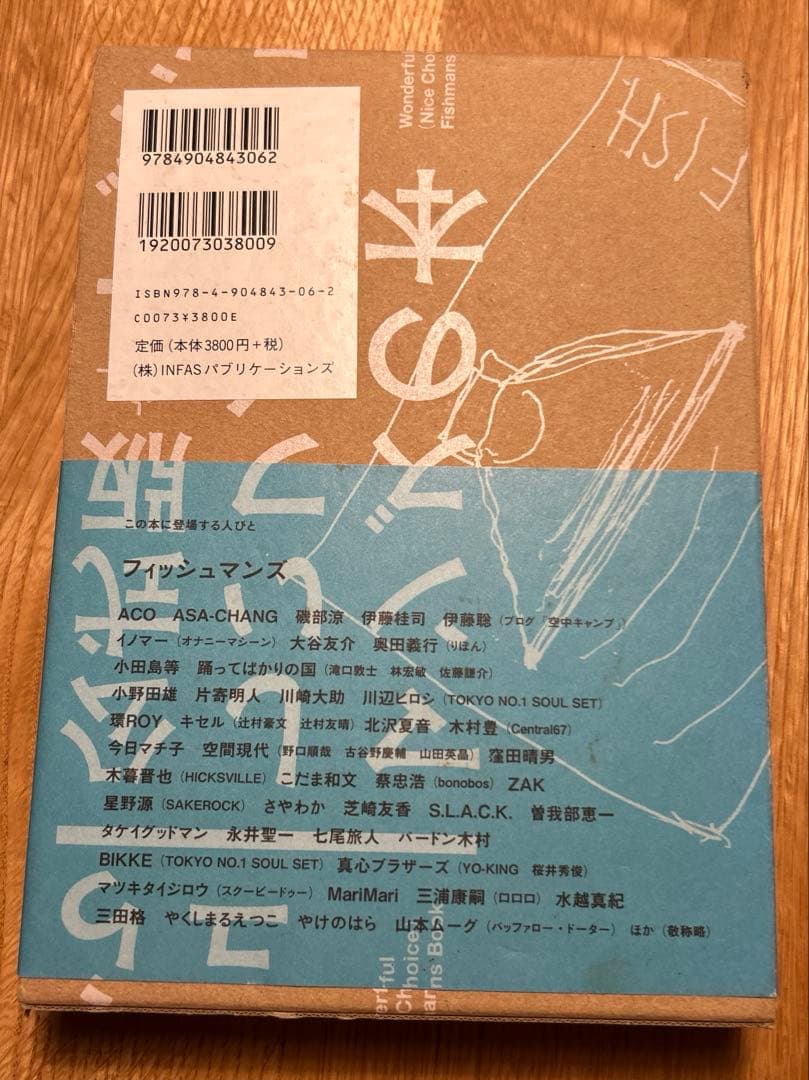 Wonderful
(Nice Cho
Fishmans
FISH
9784904843062
1920073038009
ISBN978-4-904843-06-2
C0073¥3800E
定価（本体3800円+税）
（株）INFASパブリケーションズ
ズの本
版
この本に登場する人びと
フィッシュマンズ
ACO ASA-CHANG 磯部涼 伊藤桂司 伊藤聡（ブログ「空中キャンプ」）
イノマー（オナニーマシーン） 大谷友介 奥田義行（りぼん）
小田島等 踊ってばかりの国（滝口敦士 林宏敏 佐藤謙介）
小野田雄 片寄明人 川崎大助 川辺ヒロシ（TOKYO NO.1 SOUL SET）
環ROY キセル（辻村豪文 辻村友晴）北沢夏音 木村豊（Central67）
今日マチ子 空間現代（野口順哉 古谷野慶輔 山田英晶）窪田晴男
木暮晋也（HICKSVILLE）こだま和文 蔡忠浩（bonobos）ZAK
星野源（SAKEROCK）さやわか 芝崎友香 S.L.A.C.K. 曽我部恵一
タケイグッドマン 永井聖一 七尾旅人 バードン木村
BIKKE（TOKYO NO.1 SOUL SET）真心ブラザーズ（YO-KING 桜井秀俊）
マツキタイジロウ（スクービードゥー）MariMari 三浦康嗣（□□□）水越真紀
三田格 やくしまるえつこ やけのはら 山本ムーグ（バッファロー・ドーター）ほか（敬称略）
erful
Choice
ans Book